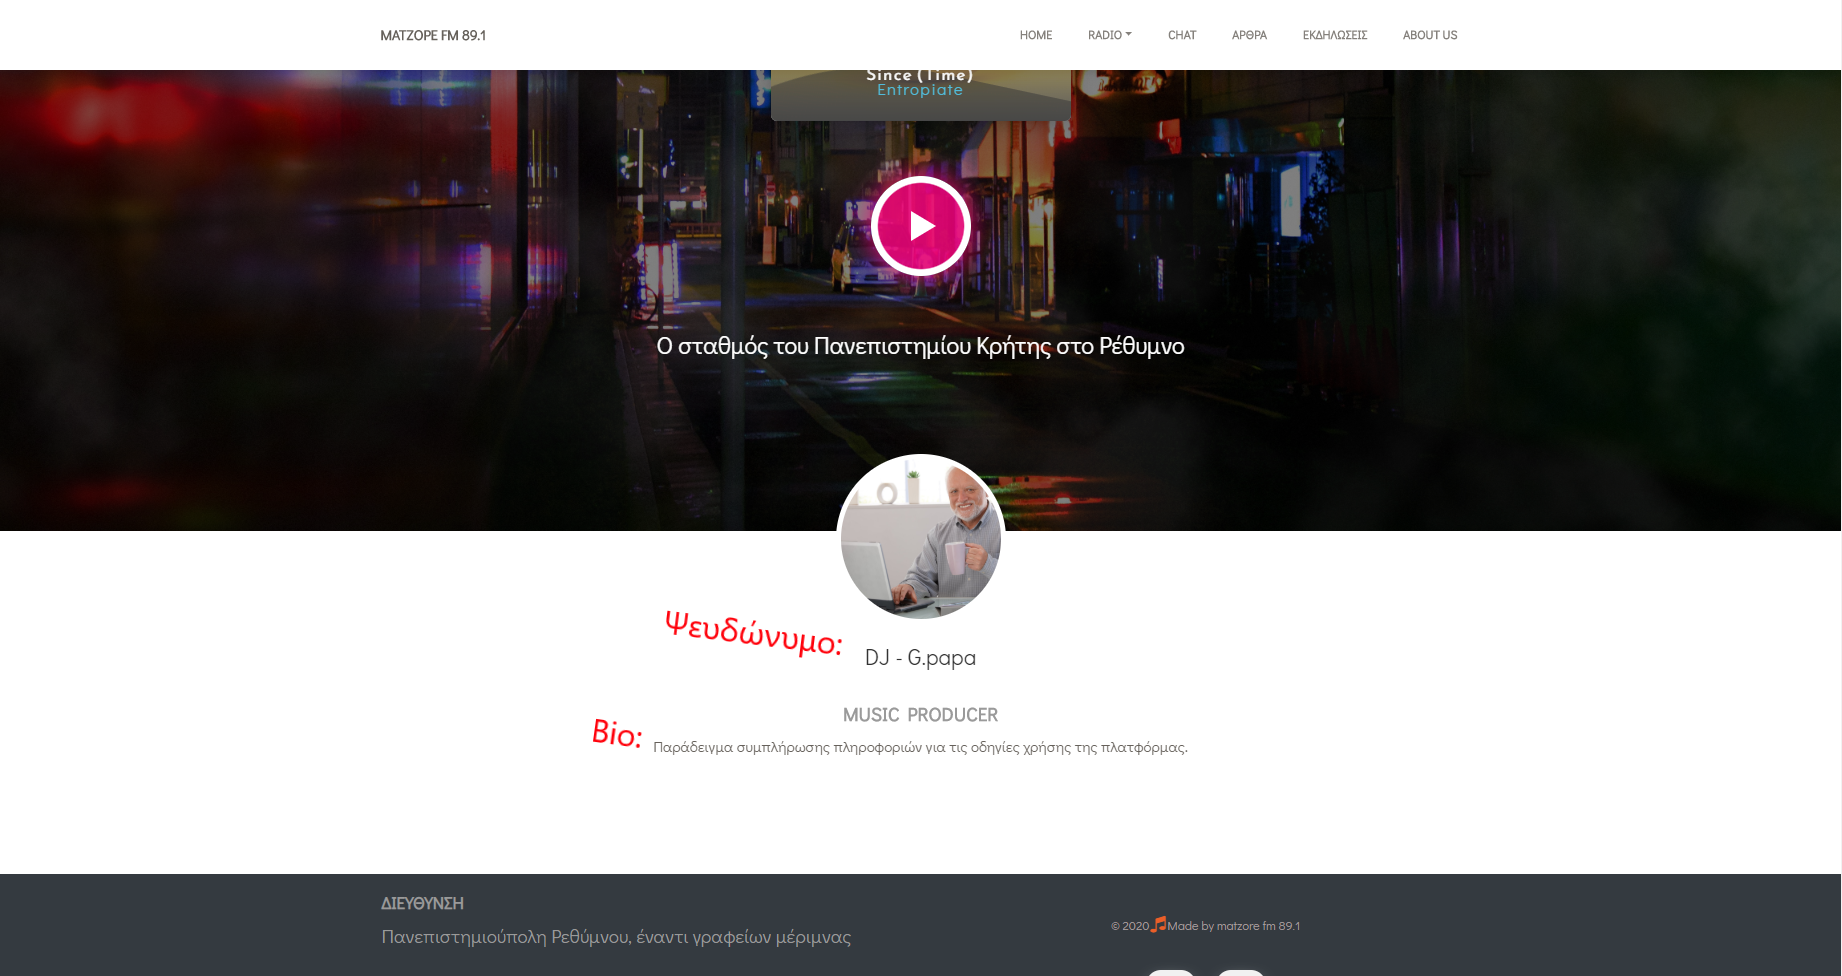 MATZOPE FM 89.1
HOME
RADIO
CHAT
ΑΡΘΡΑ
ΕΚΔΗΛΩΣΕΙΣ
ABOUT US
Since (Time)
Entropiate
Ο σταθμός του Πανεπιστημίου Κρήτης στο Ρέθυμνο
Ψευδώνυμο:
DJ - G.papa
MUSIC PRODUCER
Bio:
Παράδειγμα συμπλήρωσης πληροφοριών για τις οδηγίες χρήσης της πλατφόρμας.
ΔΙΕΥΘΥΝΣΗ
Πανεπιστημιούπολη Ρεθύμνου, έναντι γραφείων μέριμνας
© 2020 Made by matzore fm 89.1